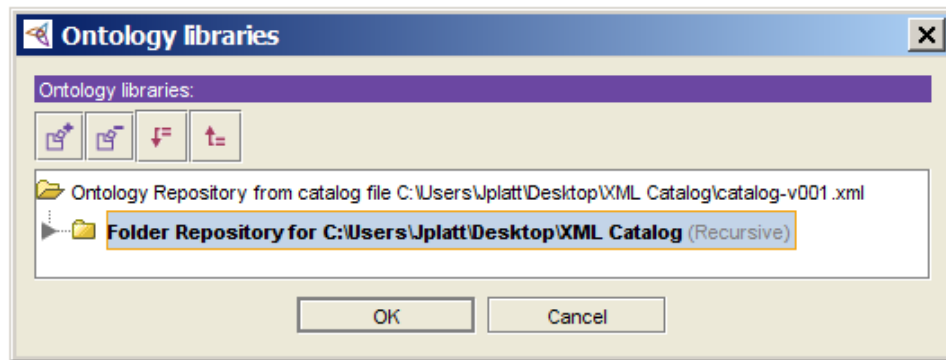 Ontology libraries
Ontology libraries:
Ontology Repository from catalog file C:\Users\Jplatt\Desktop\XML Catalog\catalog-v001.xml
Folder Repository for C:\Users\Jplatt\Desktop\XML Catalog (Recursive)
OK Cancel